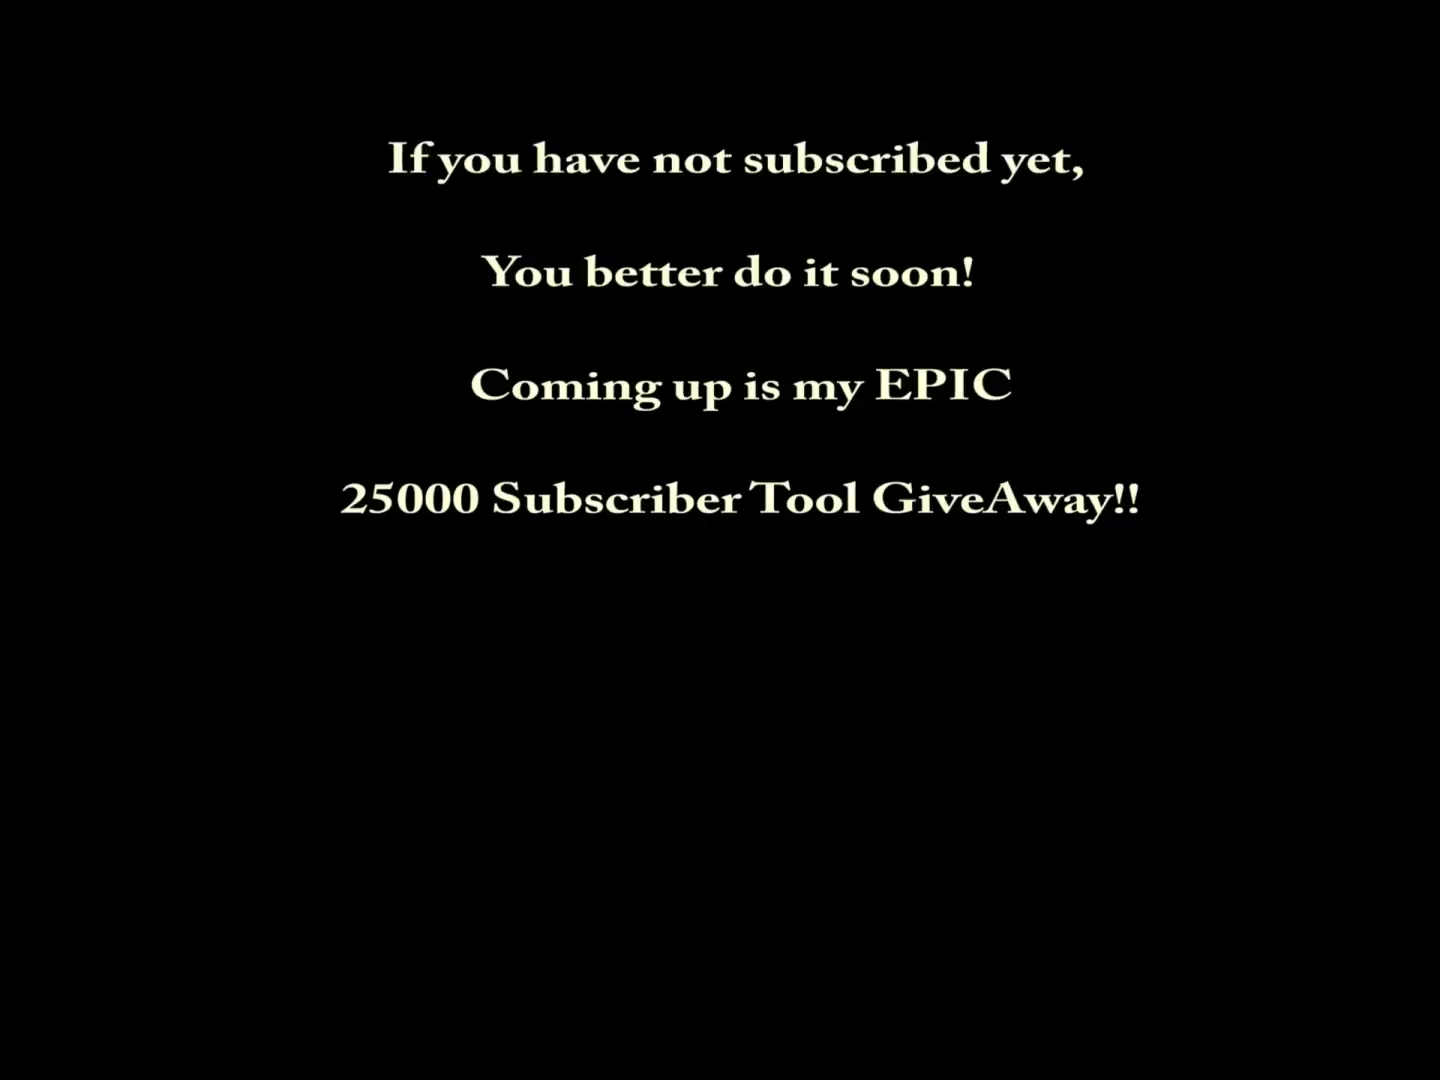 If you have not subscribed yet,
You better do it soon!
Coming up is my EPIC
25000 Subscriber Tool GiveAway!!